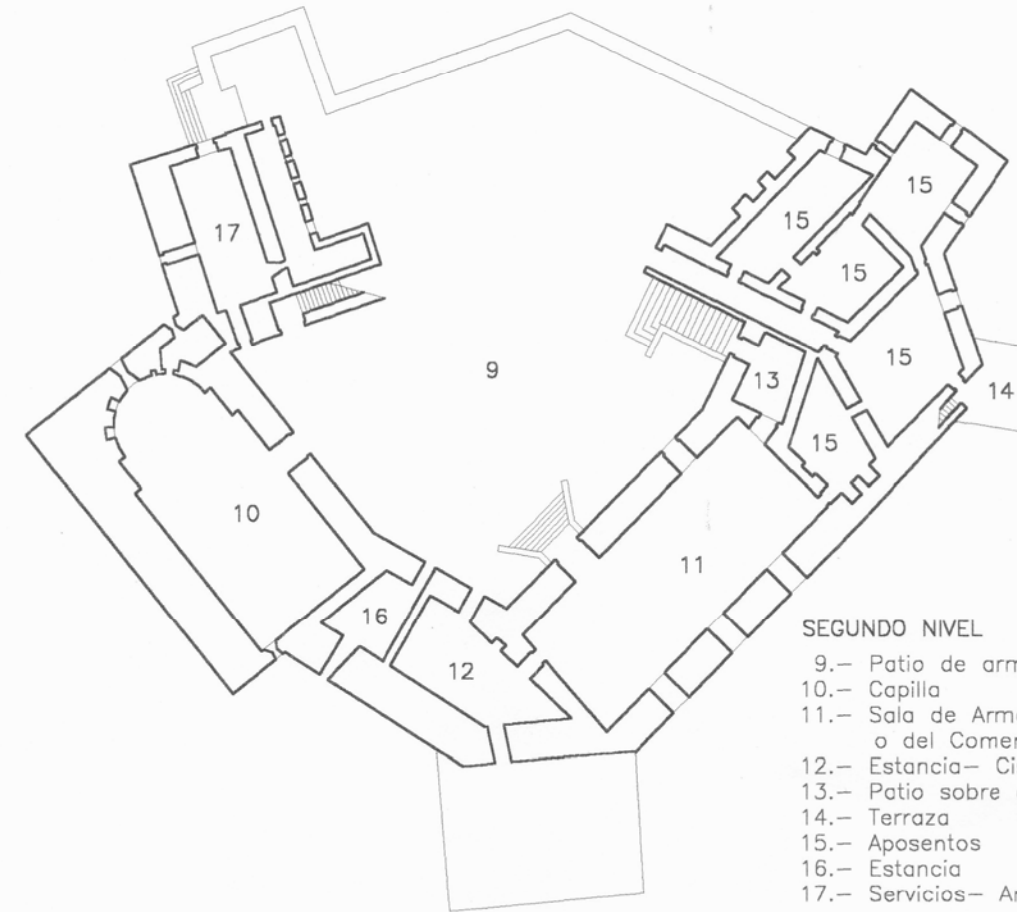 17
15
15
15
9
13
14
15
10
11
16
12
SEGUNDO NIVEL
9.- Patio de
10.- Capilla
11.- Sala de
o del
12.- Estancia-
13.- Patio sobre
14.- Terraza
15.- Aposentos
16.- Estancia
17.- Servicios-